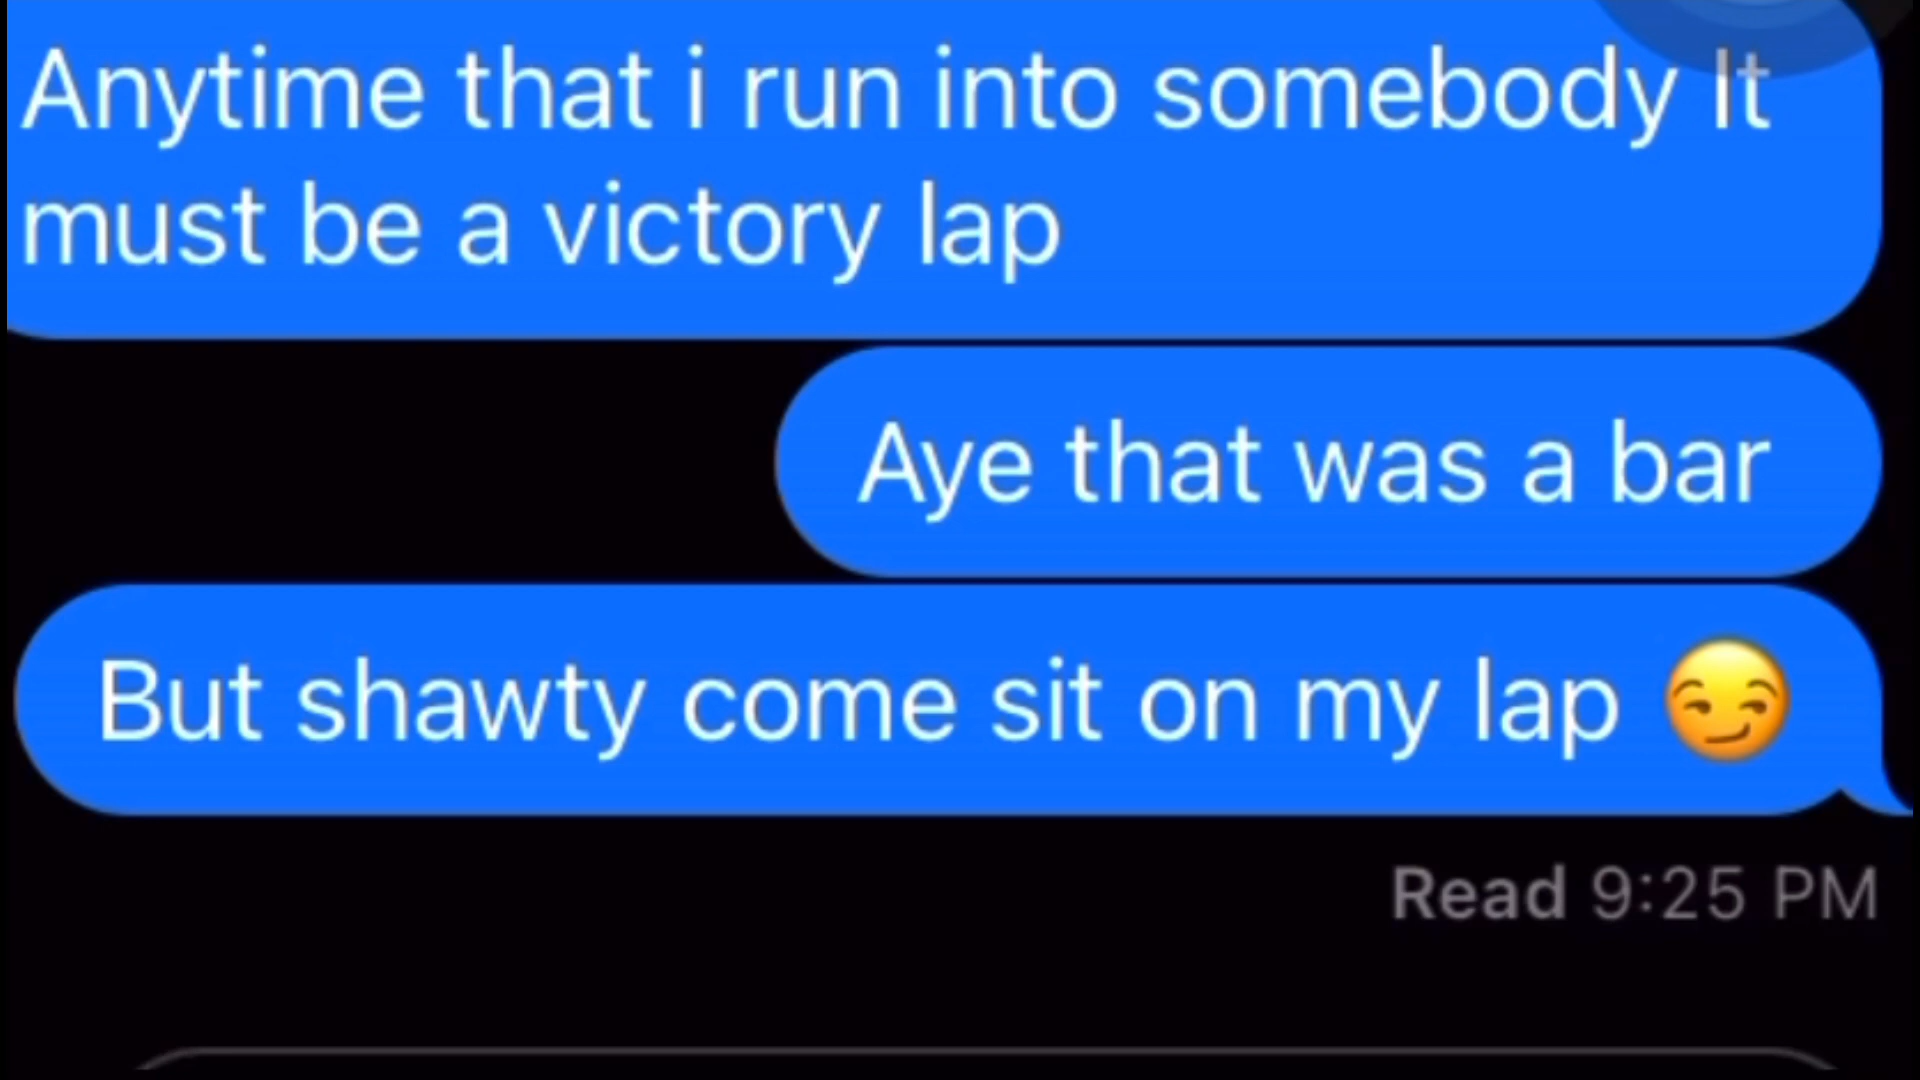 Anytime that i run into somebody It
must be a victory lap
Aye that was a bar
But shawty come sit on my lap 😏
Read 9:25 PM